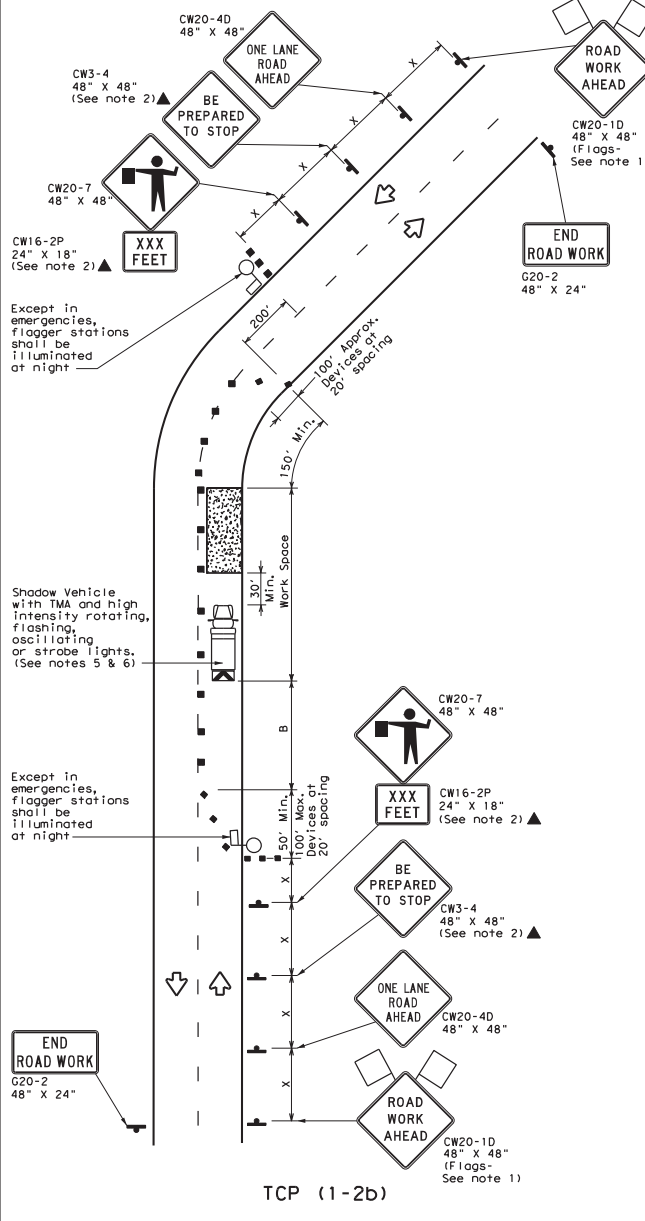 CW20-4D
48" X 48"
ONE LANE
ROAD
AHEAD
X
ROAD
WORK
AHEAD
CW20-1D
48" X 48"
(Flags-
See note 1
CW3-4
48" X 48"
(See note 2)▲
BE
PREPARED
TO STOP
X
X
X
CW20-7
48" X 48"
CW16-2P
24" X 18"
(See note 2)▲
XXX
FEET
END
ROAD WORK
G20-2
48" X 24"
Except in
emergencies,
flagger stations
shall be
illuminated
at night
200'
100' Approx.
Devices at
20' spacing
150' Min.
Work Space
30'
Min.
Shadow Vehicle
with TMA and high
intensity rotating,
flashing,
oscillating
or strobe lights.
(See notes 5 & 6)
B
CW20-7
48" X 48"
XXX
FEET
CW16-2P
24" X 18"
(See note 2)▲
Except in
emergencies,
flagger stations
shall be
illuminated
at night
50' Min.
100' Max.
Devices at
20' spacing
X
BE
PREPARED
TO STOP
CW3-4
48" X 48"
(See note 2)▲
X
ONE LANE
ROAD
AHEAD
CW20-4D
48" X 48"
X
X
END
ROAD WORK
G20-2
48" X 24"
ROAD
WORK
AHEAD
CW20-1D
48" X 48"
(Flags-
See note 1)
TCP (1-2b)